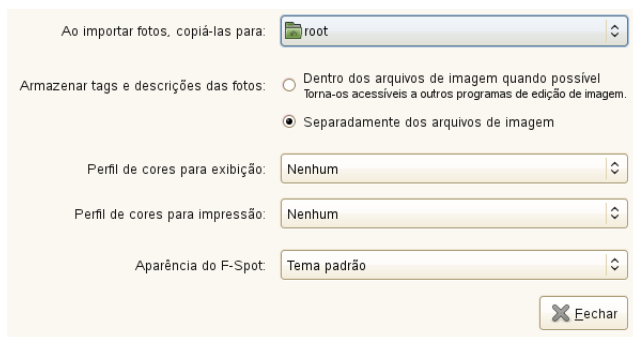 Ao importar fotos, copiá-las para: root
Armazenar tags e descrições das fotos: Dentro dos arquivos de imagem quando possível
Torna-os acessíveis a outros programas de edição de imagem.
Separadamente dos arquivos de imagem
Perfil de cores para exibição: Nenhum
Perfil de cores para impressão: Nenhum
Aparência do F-Spot: Tema padrão
Fechar